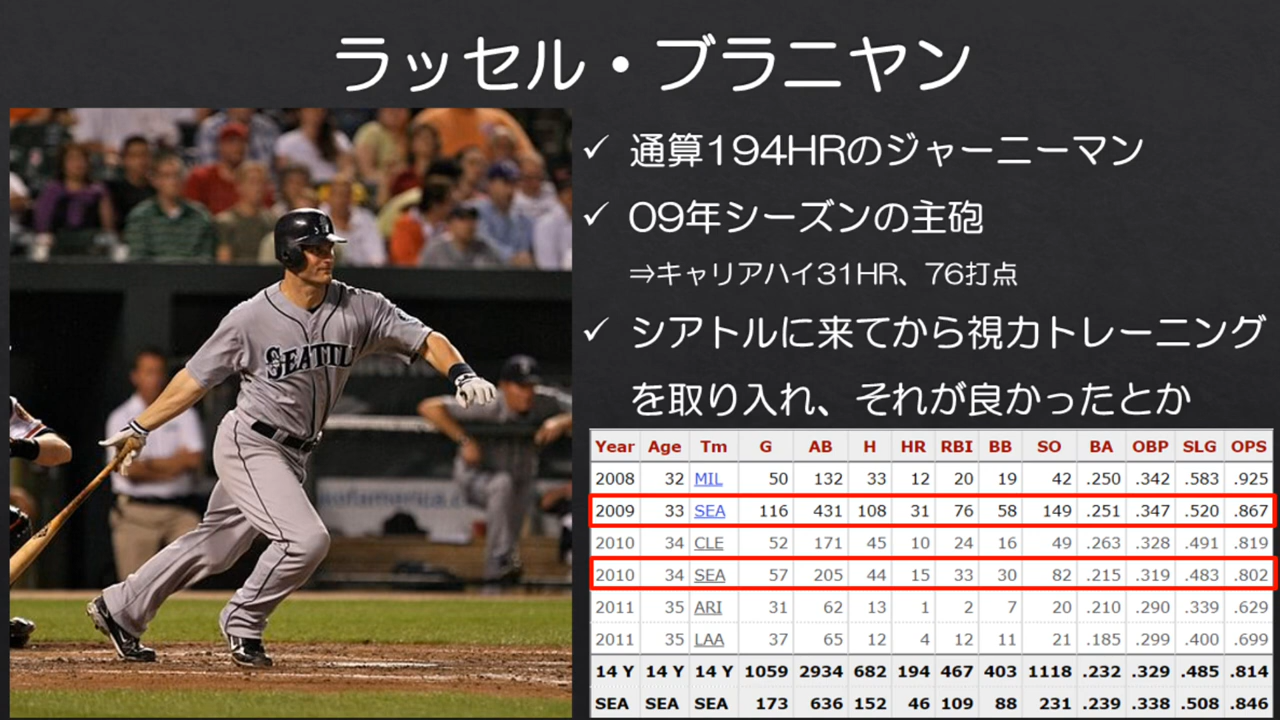 ラッセル・ブラニヤン
✓ 通算194HRのジャーニーマン
✓ 09年シーズンの主砲
⇒キャリアハイ31HR、76打点
✓ シアトルに来てから視力トレーニング
を取り入れ、それが良かったとか
SEATTL
Year Age Tm G AB H HR RBI BB SO BA OBP SLG OPS
2008 32 MIL 50 132 33 12 20 19 42 .250 .342 .583 .925
2009 33 SEA 116 431 108 31 76 58 149 .251 .347 .520 .867
2010 34 CLE 52 171 45 10 24 16 49 .263 .328 .491 .819
2010 34 SEA 57 205 44 15 33 30 82 .215 .319 .483 .802
2011 35 ARI 31 62 13 1 2 7 20 .210 .290 .339 .629
2011 35 LAA 37 65 12 4 12 11 21 .185 .299 .400 .699
14 Y 14 Y 14 Y 1059 2934 682 194 467 403 1118 .232 .329 .485 .814
SEA SEA SEA 173 636 152 46 109 88 231 .239 .338 .508 .846